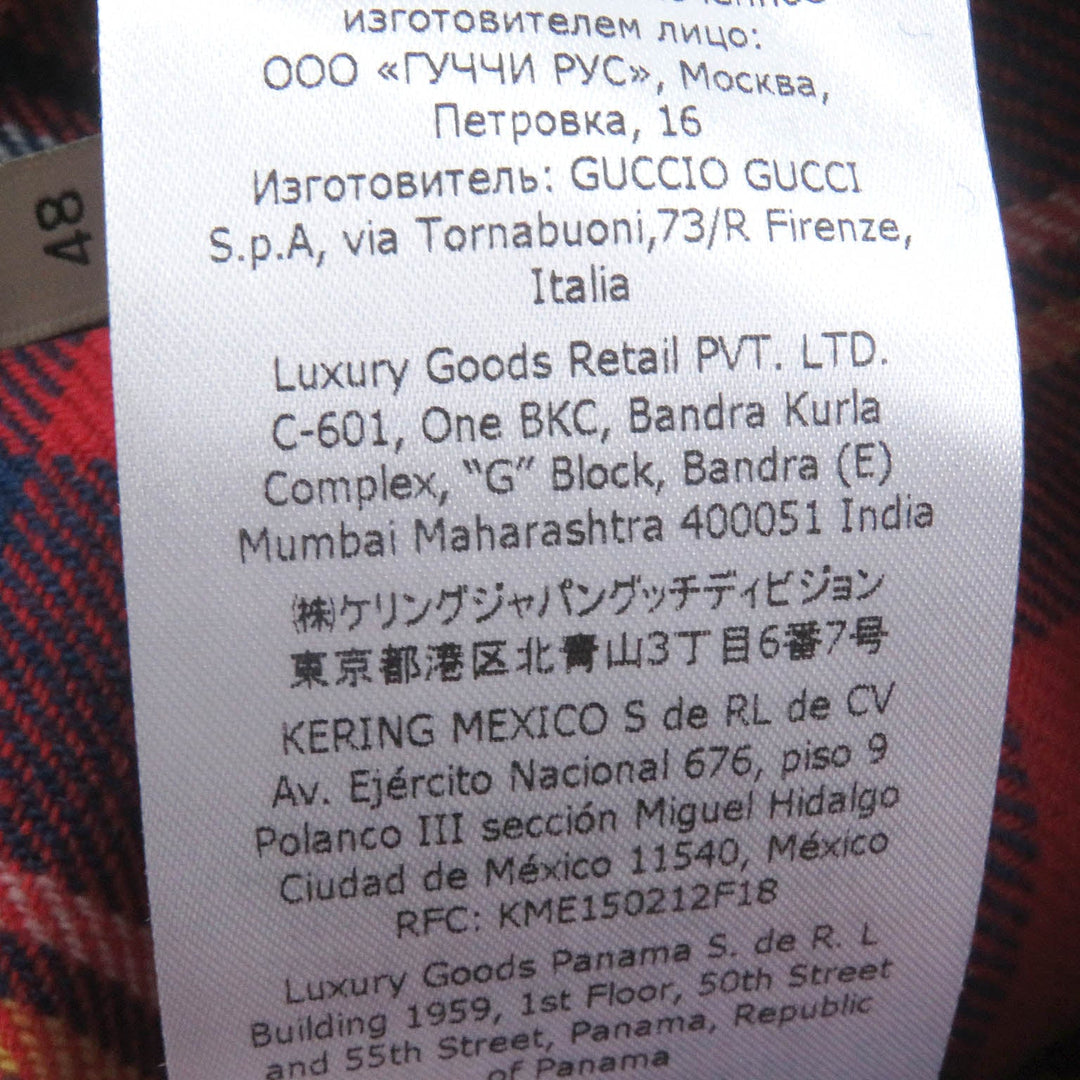 изготовителем лицо:
ООО «ГУЧЧИ РУС», Москва,
Петровка, 16
Изготовитель: GUCCIO GUCCI
S.p.A, via Tornabuoni,73/R Firenze,
Italia
Luxury Goods Retail PVT. LTD.
C-601, One BKC, Bandra Kurla
Complex, "G" Block, Bandra (E)
Mumbai Maharashtra 400051 India
㈱ケリングジャパングッチディビジョン
東京都港区北青山3丁目6番7号
KERING MEXICO S de RL de CV
Av. Ejército Nacional 676, piso 9
Polanco III sección Miguel Hidalgo
Ciudad de México 11540, México
RFC: KME150212F18
Luxury Goods Panama S. de R. L
Building 1959, 1st Floor, 50th Street
and 55th Street, Panama, Republic
of Panama
48